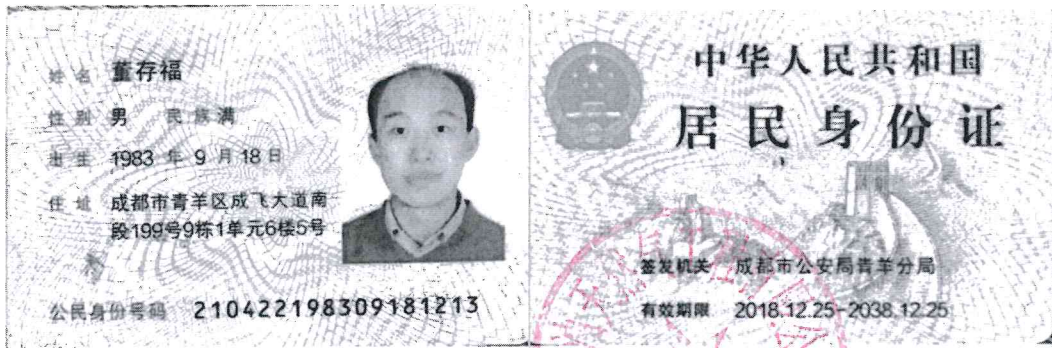 姓名 董存福
性别 男 民族 满
出生 1983 年 9 月 18 日
住址 成都市青羊区成飞大道南
段199号9栋1单元6楼5号
公民身份号码 210422198309181213
中华人民共和国
居民身份证
签发机关 成都市公安局青羊分局
有效期限 2018.12.25-2038.12.25